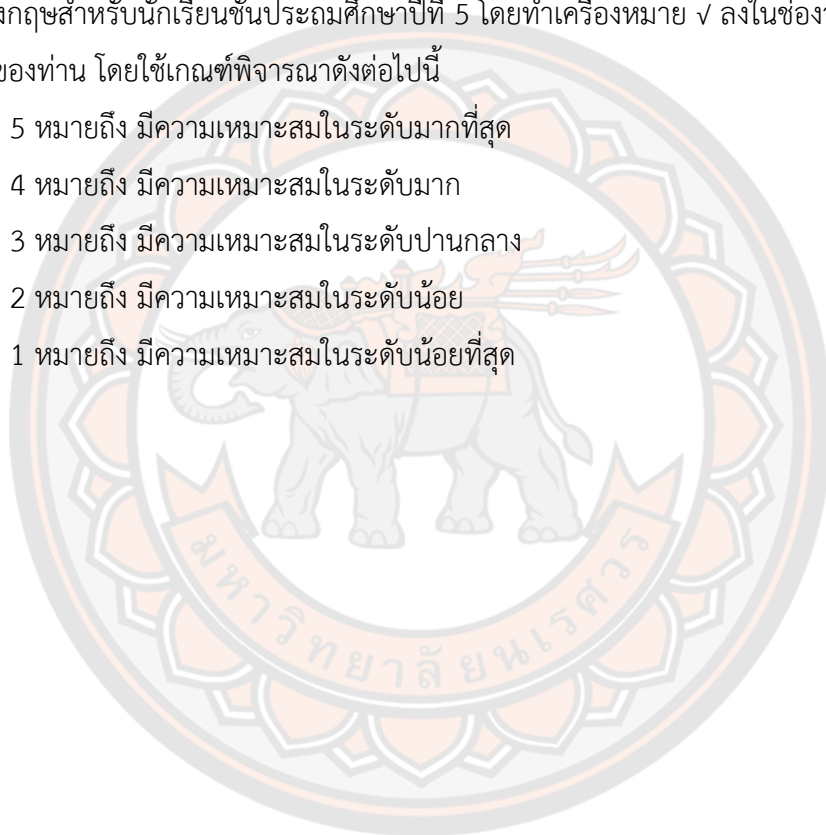 งกฤษสำหรับนักเรียนชั้นประถมศึกษาปีที่ 5 โดยทำเครื่องหมาย √ ลงในช่อง
ของท่าน โดยใช้เกณฑ์พิจารณาดังต่อไปนี้
5 หมายถึง มีความเหมาะสมในระดับมากที่สุด
4 หมายถึง มีความเหมาะสมในระดับมาก
3 หมายถึง มีความเหมาะสมในระดับปานกลาง
2 หมายถึง มีความเหมาะสมในระดับน้อย
1 หมายถึง มีความเหมาะสมในระดับน้อยที่สุด
มหาวิทยาลัยนเรศวร